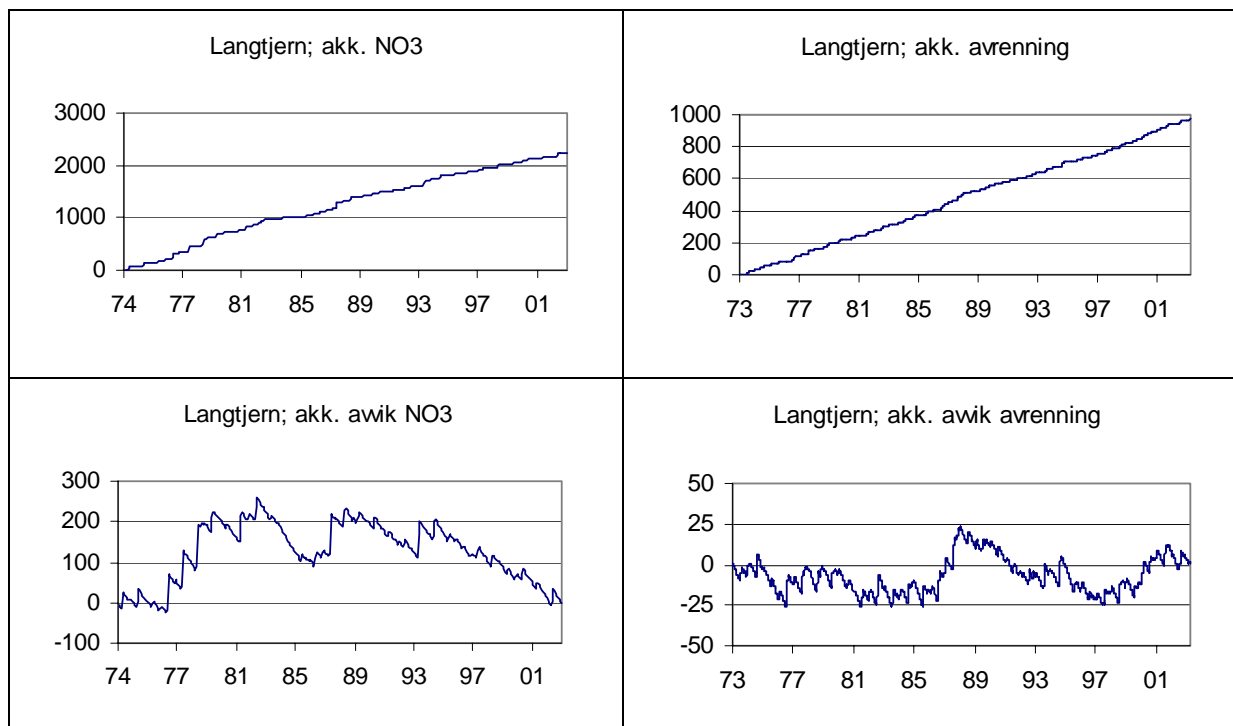 Langtjern; akk. NO3
3000
2000
1000
0
74 77 81 85 89 93 97 01
Langtjern; akk. avrenning
1000
800
600
400
200
0
73 77 81 85 89 93 97 01
Langtjern; akk. avvik NO3
300
200
100
0
-100
74 77 81 85 89 93 97 01
Langtjern; akk. avvik avrenning
50
25
0
-25
-50
73 77 81 85 89 93 97 01